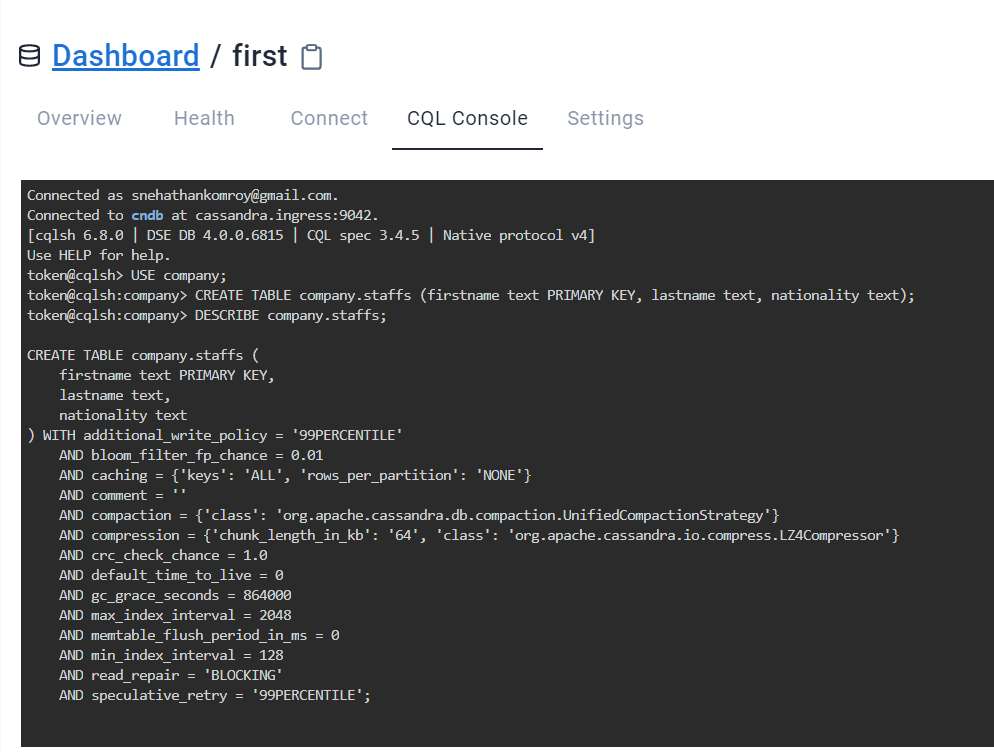 Dashboard / first
Overview Health Connect CQL Console Settings
Connected as snehathankomroy@gmail.com.
Connected to cndb at cassandra.ingress:9042.
[cqlsh 6.8.0 | DSE DB 4.0.0.6815 | CQL spec 3.4.5 | Native protocol v4]
Use HELP for help.
token@cqlsh> USE company;
token@cqlsh:company> CREATE TABLE company.staffs (firstname text PRIMARY KEY, lastname text, nationality text);
token@cqlsh:company> DESCRIBE company.staffs;
CREATE TABLE company.staffs (
    firstname text PRIMARY KEY,
    lastname text,
    nationality text
) WITH additional_write_policy = '99PERCENTILE'
    AND bloom_filter_fp_chance = 0.01
    AND caching = {'keys': 'ALL', 'rows_per_partition': 'NONE'}
    AND comment = ''
    AND compaction = {'class': 'org.apache.cassandra.db.compaction.UnifiedCompactionStrategy'}
    AND compression = {'chunk_length_in_kb': '64', 'class': 'org.apache.cassandra.io.compress.LZ4Compressor'}
    AND crc_check_chance = 1.0
    AND default_time_to_live = 0
    AND gc_grace_seconds = 864000
    AND max_index_interval = 2048
    AND memtable_flush_period_in_ms = 0
    AND min_index_interval = 128
    AND read_repair = 'BLOCKING'
    AND speculative_retry = '99PERCENTILE';